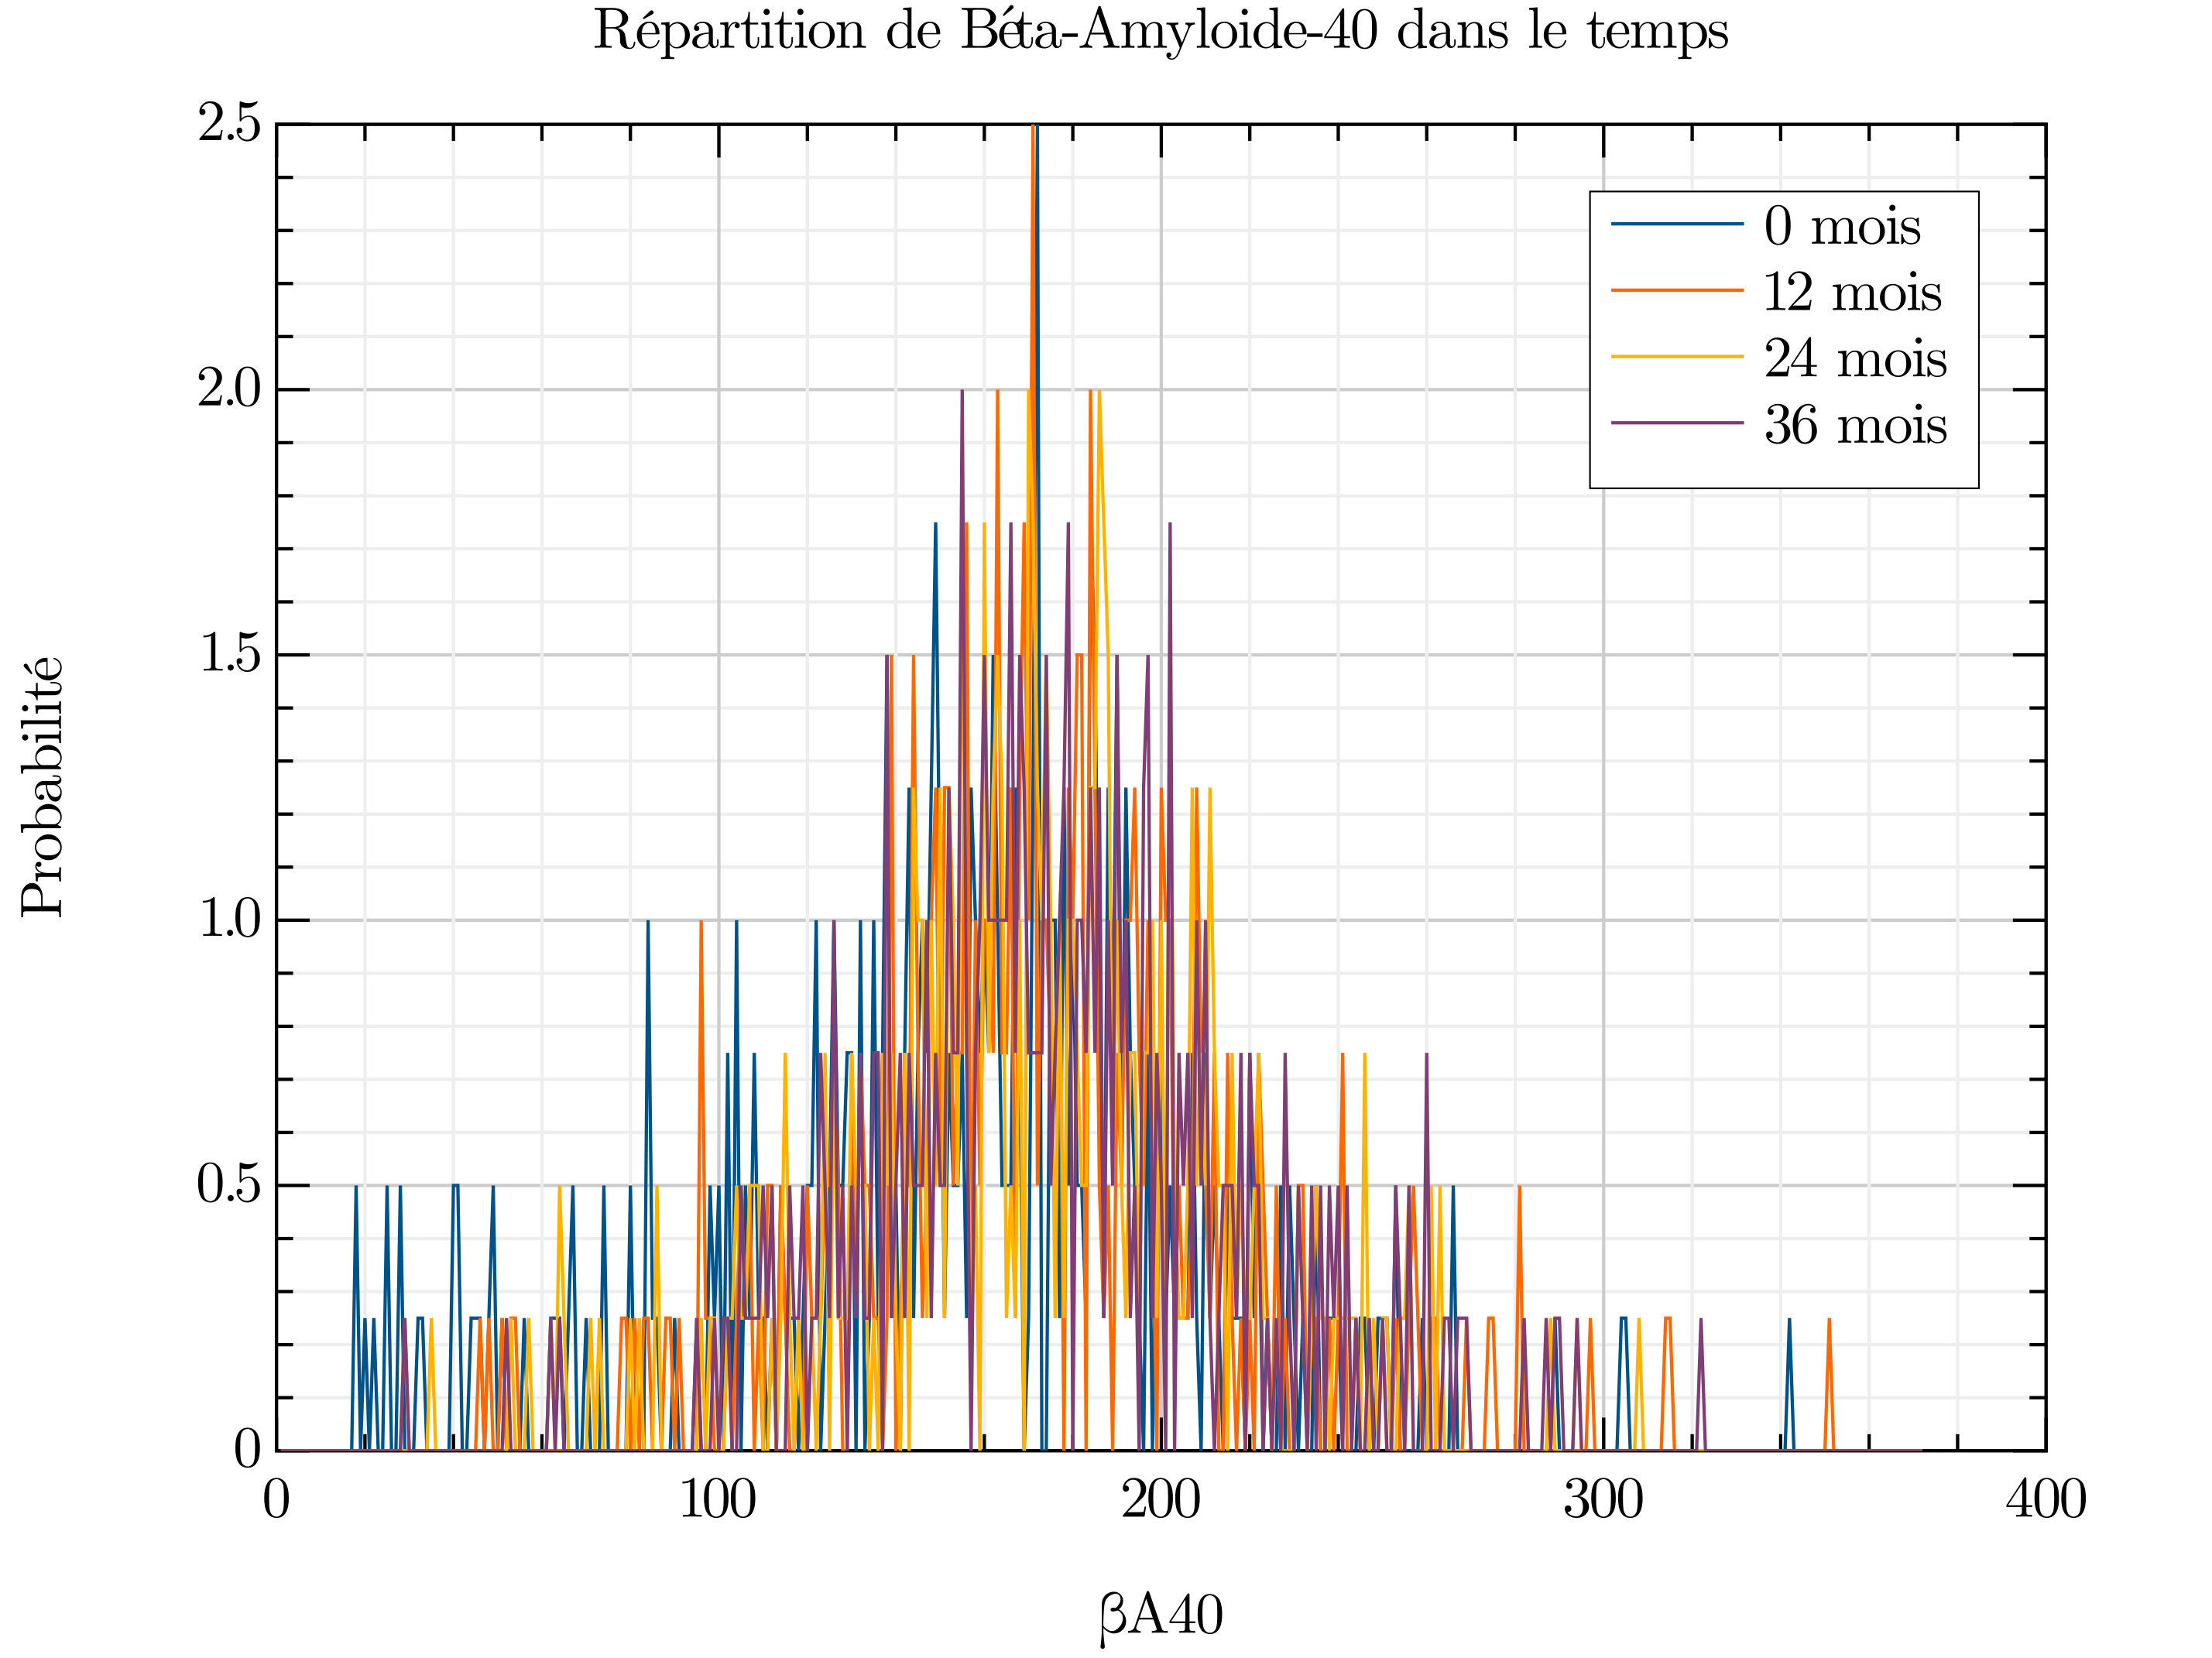 Répartition de Béta-Amyloide-40 dans le temps
2.5
2.0
1.5
1.0
0.5
0
0 mois
12 mois
24 mois
36 mois
Probabilité
0 100 200 300 400
βA40